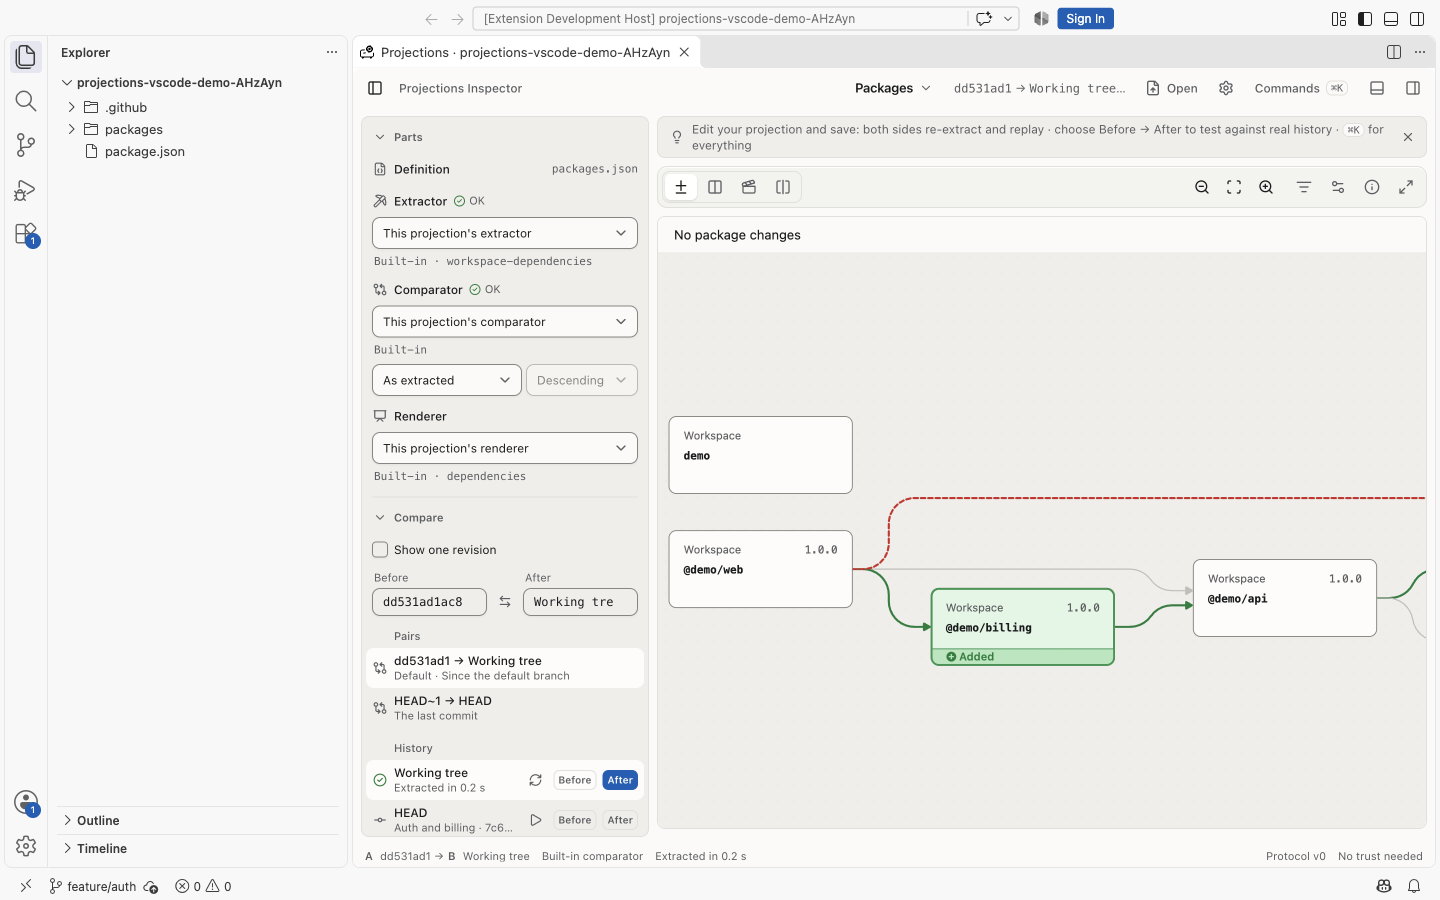 [Extension Development Host] projections-vscode-demo-AHzAyn
Sign In
Explorer
projections-vscode-demo-AHzAyn
.github
packages
package.json
1
1
Outline
Timeline
Projections · projections-vscode-demo-AHzAyn
Projections Inspector
Packages
dd531ad1 → Working tree…
Open
Commands ⌘K
Parts
Definition packages.json
Extractor OK
This projection's extractor
Built-in · workspace-dependencies
Comparator OK
This projection's comparator
Built-in
As extracted
Descending
Renderer
This projection's renderer
Built-in · dependencies
Compare
Show one revision
Before After
dd531ad1ac8 Working tre
Pairs
dd531ad1 → Working tree
Default · Since the default branch
HEAD~1 → HEAD
The last commit
History
Working tree
Extracted in 0.2 s
Before After
HEAD
Auth and billing · 7c6…
Before After
Edit your projection and save: both sides re-extract and replay · choose Before → After to test against real history · ⌘K for
everything
No package changes
Workspace
demo
Workspace 1.0.0
@demo/web
Workspace 1.0.0
@demo/billing
Added
Workspace 1.0.0
@demo/api
A dd531ad1 → B Working tree Built-in comparator Extracted in 0.2 s
Protocol v0 No trust needed
feature/auth 0 0